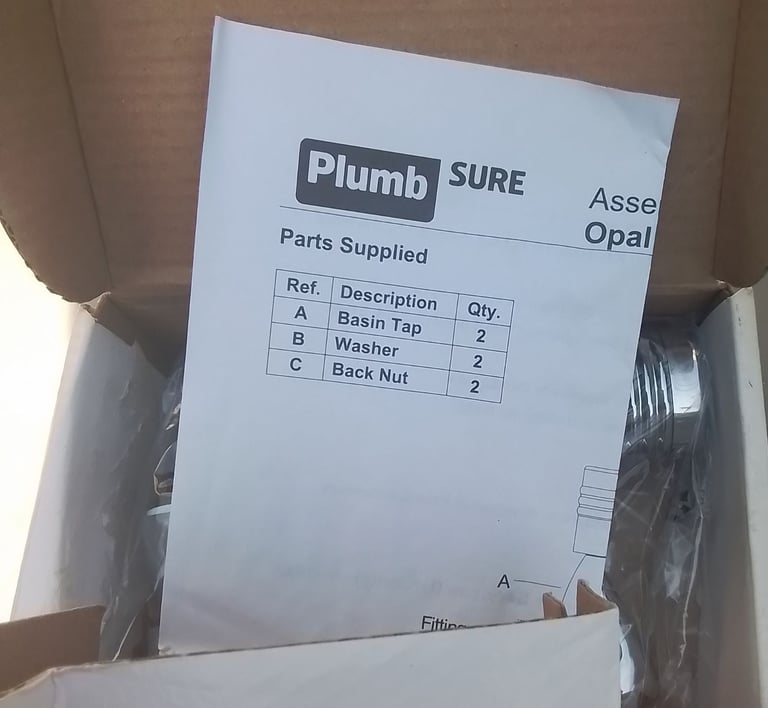 Plumb SURE
Asse
Opal
Parts Supplied
Ref. Description Qty.
A Basin Tap 2
B Washer 2
C Back Nut 2
A